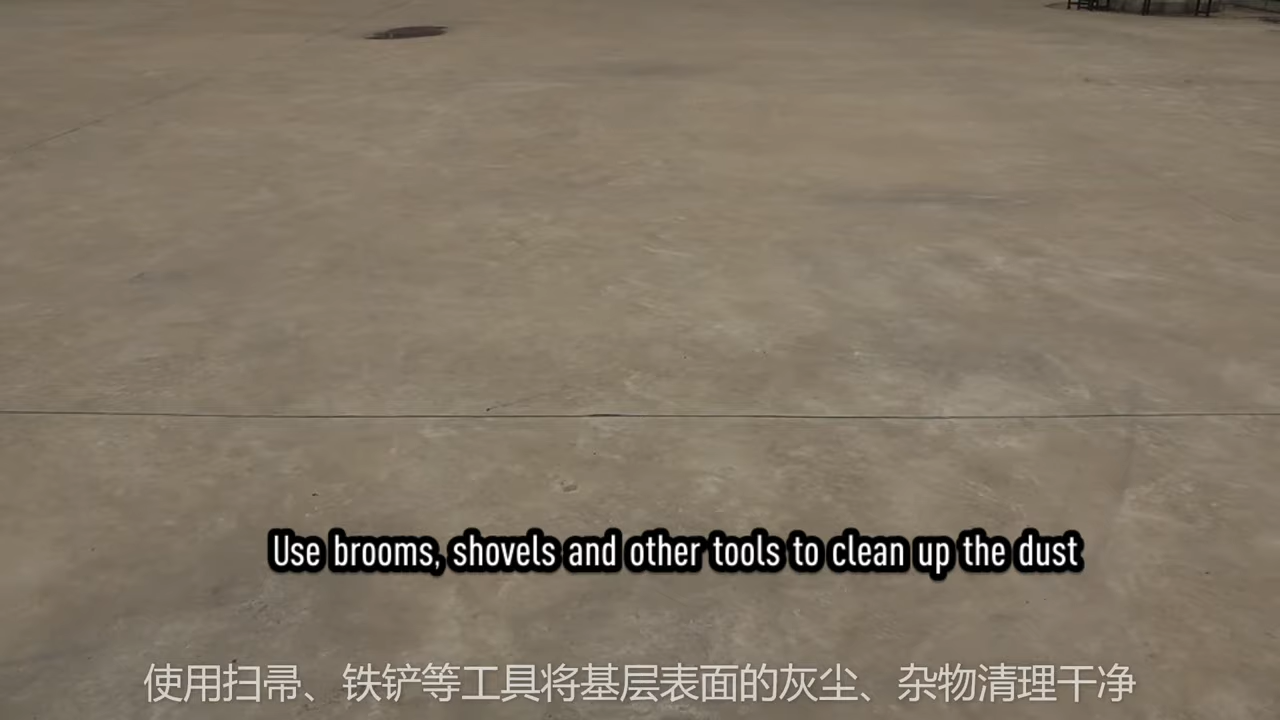 Use brooms, shovels and other tools to clean up the dust
使用扫帚、铁铲等工具将基层表面的灰尘、杂物清理干净